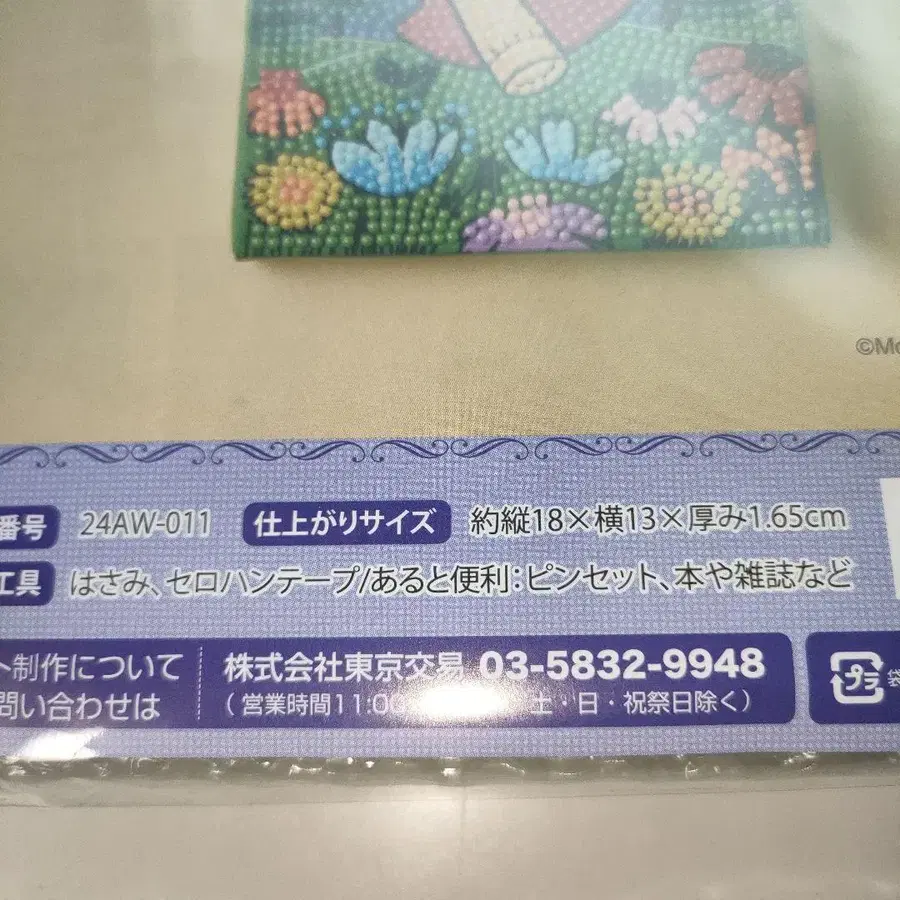 ©Mo
番号 24AW-011 仕上がりサイズ 約縦18×横13×厚み1.65cm
工具 はさみ、セロハンテープ/あると便利:ピンセット、本や雑誌など
ト制作について
問い合わせは
株式会社東京交易 03-5832-9948
(営業時間11:00 土・日・祝祭日除く)
プラ
袋